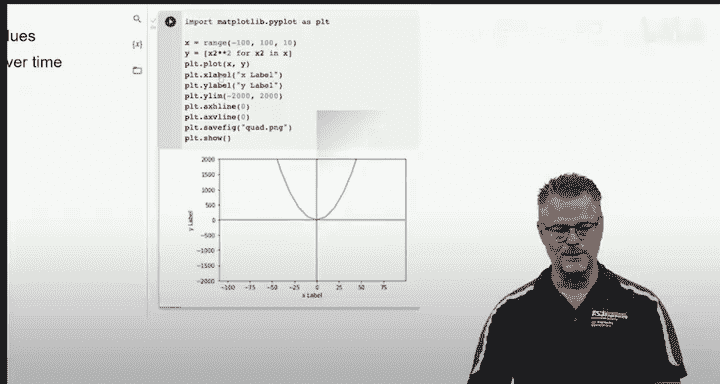 lues
ver time
{x}
import matplotlib.pyplot as plt
x = range(-100, 100, 10)
y = [x2**2 for x2 in x]
plt.plot(x, y)
plt.xlabel("x Label")
plt.ylabel("y Label")
plt.ylim(-2000, 2000)
plt.axhline(0)
plt.axvline(0)
plt.savefig("quad.png")
plt.show()
2000
1500
1000
500
0
-500
-1000
-1500
-2000
y Label
-100 -75 -50 -25 0 25 50 75
x Label